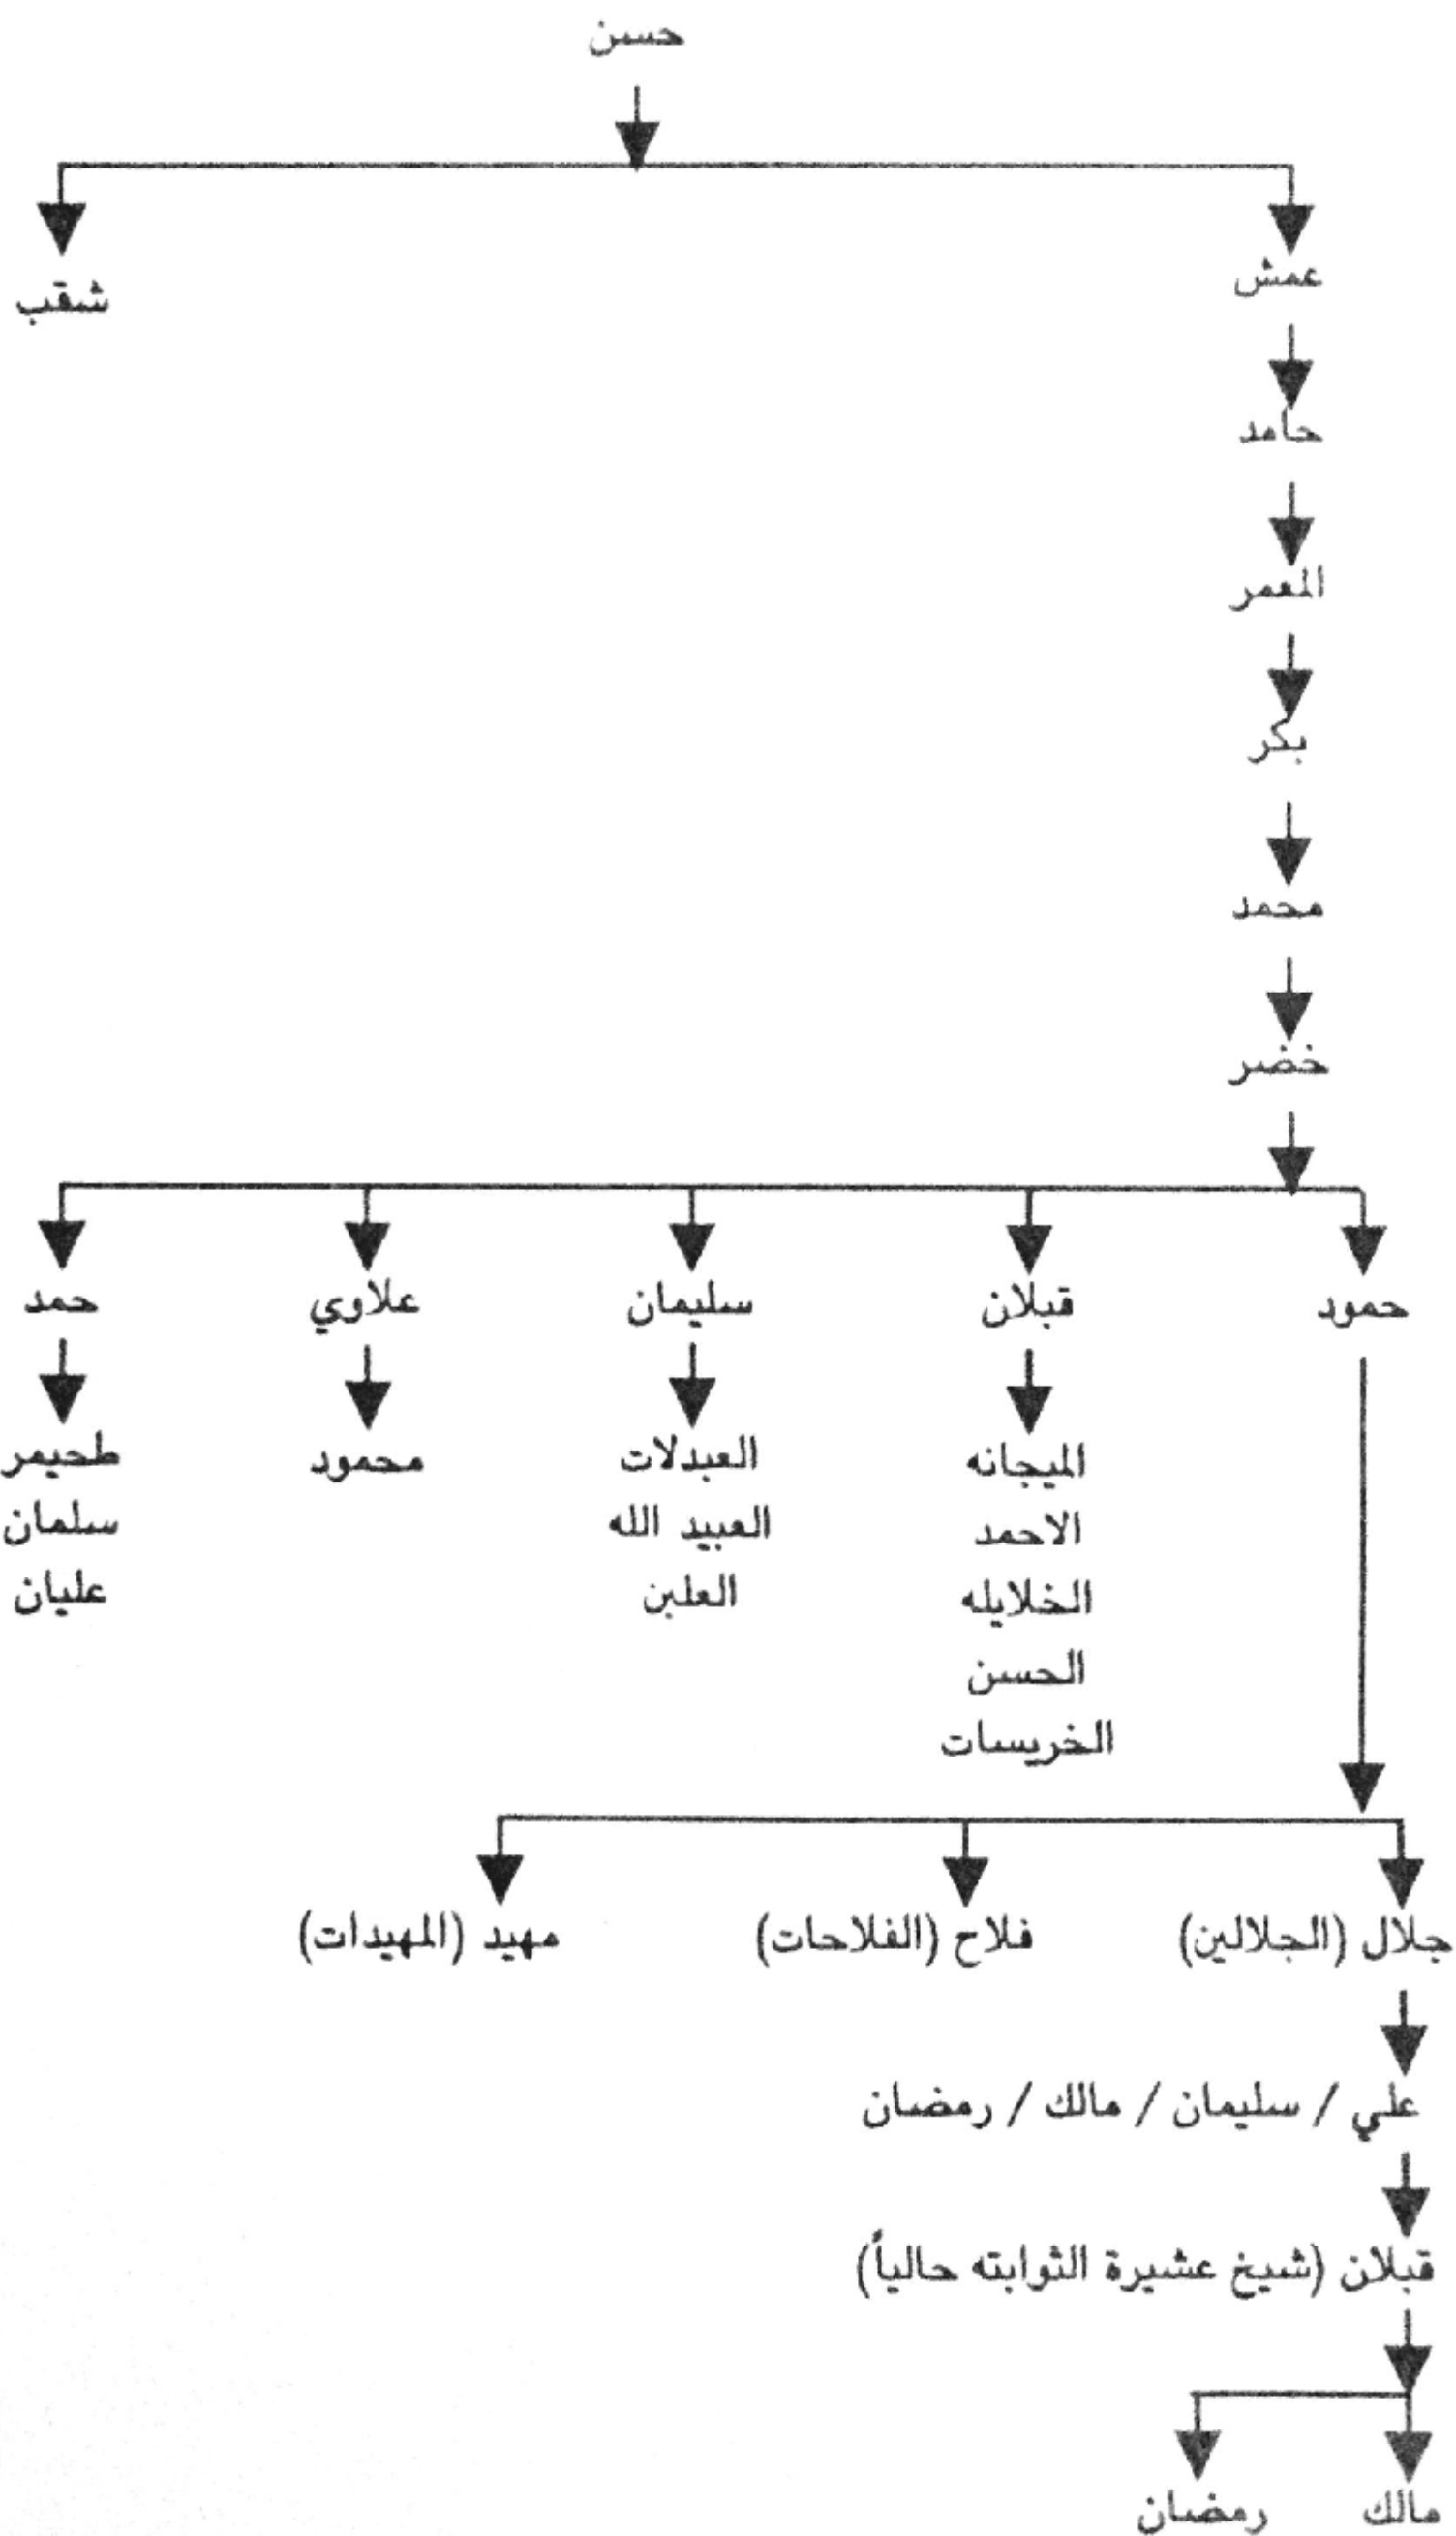 حسن
عمش
شقب
حامد
المعمر
بكر
محمد
خضر
حمود
قبلان
سليمان
علاوي
حمد
الميجانه
الاحمد
الخلايله
الحسن
الخريسات
العبدلات
العبيد الله
العلبن
محمود
طحيمر
سلمان
عليان
جلال (الجلالين)
فلاح (الفلاحات)
مهيد (المهيدات)
علي / سليمان / مالك / رمضان
قبلان (شيخ عشيرة الثوابته حالياً)
مالك
رمضان